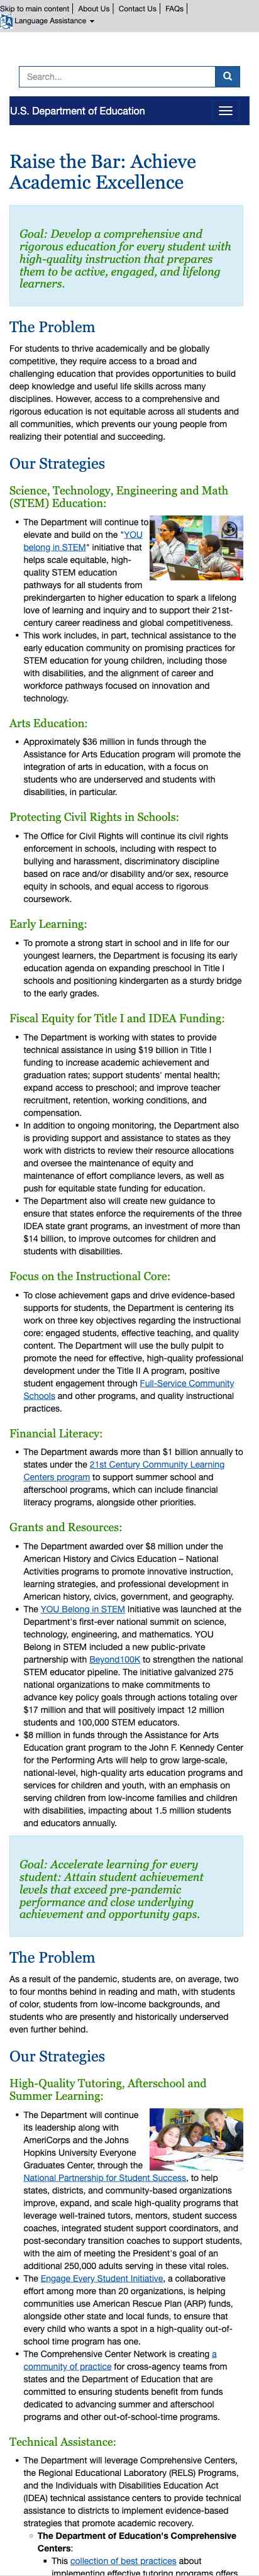 Skip to main content | About Us | Contact Us | FAQs |
Language Assistance
Search...
U.S. Department of Education
Raise the Bar: Achieve
Academic Excellence
Goal: Develop a comprehensive and
rigorous education for every student with
high-quality instruction that prepares
them to be active, engaged, and lifelong
learners.
The Problem
For students to thrive academically and be globally
competitive, they require access to a broad and
challenging education that provides opportunities to build
deep knowledge and useful life skills across many
disciplines. However, access to a comprehensive and
rigorous education is not equitable across all students and
all communities, which prevents our young people from
realizing their potential and succeeding.
Our Strategies
Science, Technology, Engineering and Math
(STEM) Education:
• The Department will continue to
elevate and build on the "YOU
belong in STEM" initiative that
helps scale equitable, high-
quality STEM education
pathways for all students from
prekindergarten to higher education to spark a lifelong
love of learning and inquiry and to support their 21st-
century career readiness and global competitiveness.
• This work includes, in part, technical assistance to the
early education community on promising practices for
STEM education for young children, including those
with disabilities, and the alignment of career and
workforce pathways focused on innovation and
technology.
Arts Education:
• Approximately $36 million in funds through the
Assistance for Arts Education program will promote the
integration of arts in education, with a focus on
students who are underserved and students with
disabilities, in particular.
Protecting Civil Rights in Schools:
• The Office for Civil Rights will continue its civil rights
enforcement in schools, including with respect to
bullying and harassment, discriminatory discipline
based on race and/or disability and/or sex, resource
equity in schools, and equal access to rigorous
coursework.
Early Learning:
• To promote a strong start in school and in life for our
youngest learners, the Department is focusing its early
education agenda on expanding preschool in Title I
schools and positioning kindergarten as a sturdy bridge
to the early grades.
Fiscal Equity for Title I and IDEA Funding:
• The Department is working with states to provide
technical assistance in using $19 billion in Title I
funding to increase academic achievement and
graduation rates; support students' mental health;
expand access to preschool; and improve teacher
recruitment, retention, working conditions, and
compensation.
• In addition to ongoing monitoring, the Department also
is providing support and assistance to states as they
work with districts to review their resource allocations
and oversee the maintenance of equity and
maintenance of effort compliance levers, as well as
push for equitable state funding for education.
• The Department also will create new guidance to
ensure that states enforce the requirements of the three
IDEA state grant programs, an investment of more than
$14 billion, to improve outcomes for children and
students with disabilities.
Focus on the Instructional Core:
• To close achievement gaps and drive evidence-based
supports for students, the Department is centering its
work on three key objectives regarding the instructional
core: engaged students, effective teaching, and quality
content. The Department will use the bully pulpit to
promote the need for effective, high-quality professional
development under the Title II A program, positive
student engagement through Full-Service Community
Schools and other programs, and quality instructional
practices.
Financial Literacy:
• The Department awards more than $1 billion annually to
states under the 21st Century Community Learning
Centers program to support summer school and
afterschool programs, which can include financial
literacy programs, alongside other priorities.
Grants and Resources:
• The Department awarded over $8 million under the
American History and Civics Education – National
Activities programs to promote innovative instruction,
learning strategies, and professional development in
American history, civics, government, and geography.
• The YOU Belong in STEM Initiative was launched at the
Department's first-ever national summit on science,
technology, engineering, and mathematics. YOU
Belong in STEM included a new public-private
partnership with Beyond100K to strengthen the national
STEM educator pipeline. The initiative galvanized 275
national organizations to make commitments to
advance key policy goals through actions totaling over
$17 million and that will positively impact 12 million
students and 100,000 STEM educators.
• $8 million in funds through the Assistance for Arts
Education grant program to the John F. Kennedy Center
for the Performing Arts will help to grow large-scale,
national-level, high-quality arts education programs and
services for children and youth, with an emphasis on
serving children from low-income families and children
with disabilities, impacting about 1.5 million students
and educators annually.
Goal: Accelerate learning for every
student: Attain student achievement
levels that exceed pre-pandemic
performance and close underlying
achievement and opportunity gaps.
The Problem
As a result of the pandemic, students are, on average, two
to four months behind in reading and math, with students
of color, students from low-income backgrounds, and
students who are presently and historically underserved
even further behind.
Our Strategies
High-Quality Tutoring, Afterschool and
Summer Learning:
• The Department will continue
its leadership along with
AmeriCorps and the Johns
Hopkins University Everyone
Graduates Center, through the
National Partnership for Student Success, to help
states, districts, and community-based organizations
improve, expand, and scale high-quality programs that
leverage well-trained tutors, mentors, student success
coaches, integrated student support coordinators, and
post-secondary transition coaches to support students,
with the aim of meeting the President's goal of an
additional 250,000 adults serving in these vital roles.
• The Engage Every Student Initiative, a collaborative
effort among more than 20 organizations, is helping
communities use American Rescue Plan (ARP) funds,
alongside other state and local funds, to ensure that
every child who wants a spot in a high-quality out-of-
school time program has one.
• The Comprehensive Center Network is creating a
community of practice for cross-agency teams from
states and the Department of Education that are
committed to ensuring students benefit from funds
dedicated to advancing summer and afterschool
programs and other out-of-school-time programs.
Technical Assistance:
• The Department will leverage Comprehensive Centers,
the Regional Educational Laboratory (RELS) Programs,
and the Individuals with Disabilities Education Act
(IDEA) technical assistance centers to provide technical
assistance to districts to implement evidence-based
strategies that promote academic recovery.
○ The Department of Education's Comprehensive
Centers:
▪ This collection of best practices about
implementing effective tutoring programs offers